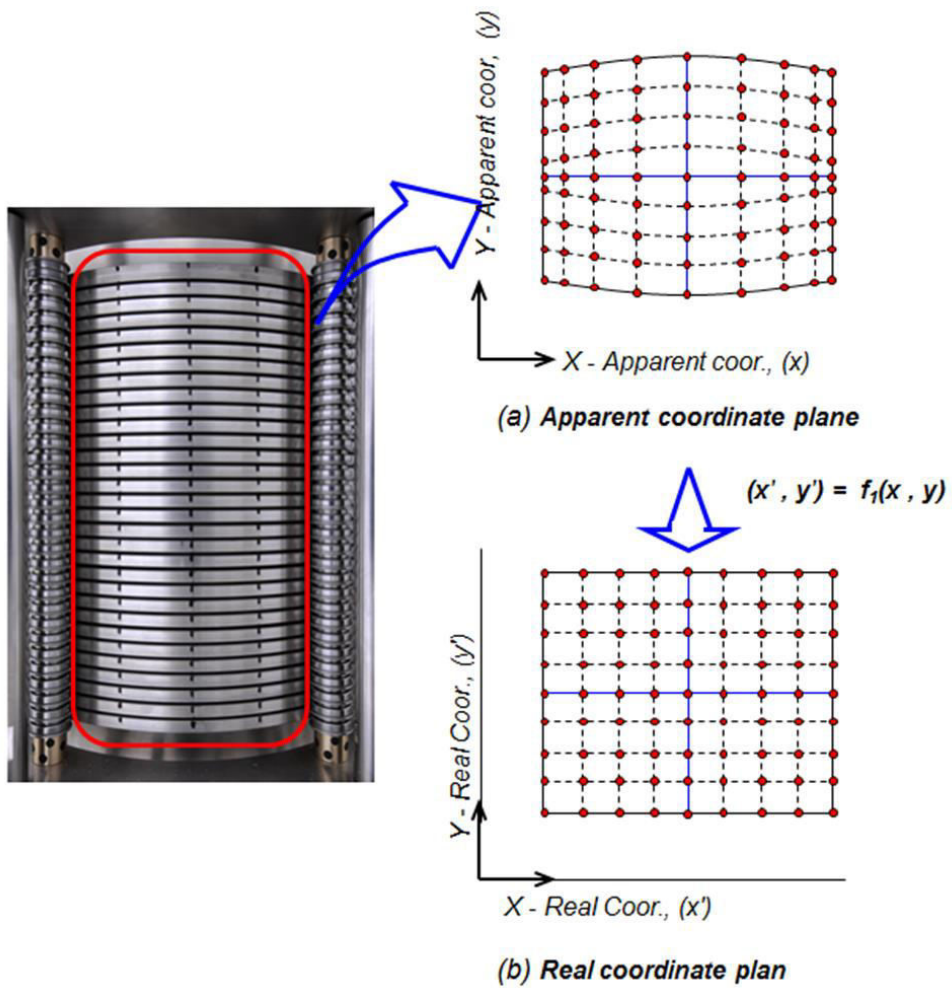 Y - Apparent coor, (y)
X - Apparent coor., (x)
(a) Apparent coordinate plane
(x' , y') = f₁(x , y)
Y - Real Coor., (y')
X - Real Coor., (x')
(b) Real coordinate plan